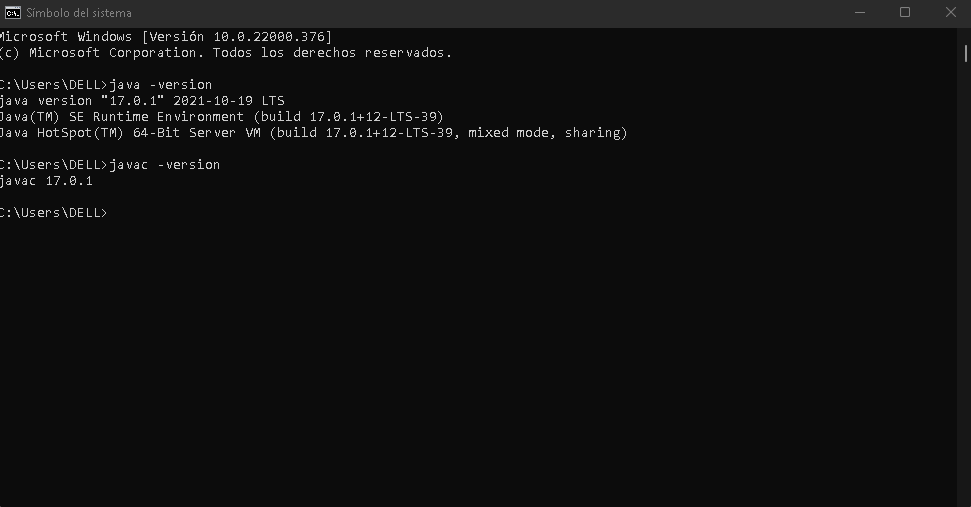 Símbolo del sistema
Microsoft Windows [Versión 10.0.22000.376]
(c) Microsoft Corporation. Todos los derechos reservados.
C:\Users\DELL>java -version
java version "17.0.1" 2021-10-19 LTS
Java(TM) SE Runtime Environment (build 17.0.1+12-LTS-39)
Java HotSpot(TM) 64-Bit Server VM (build 17.0.1+12-LTS-39, mixed mode, sharing)
C:\Users\DELL>javac -version
javac 17.0.1
C:\Users\DELL>